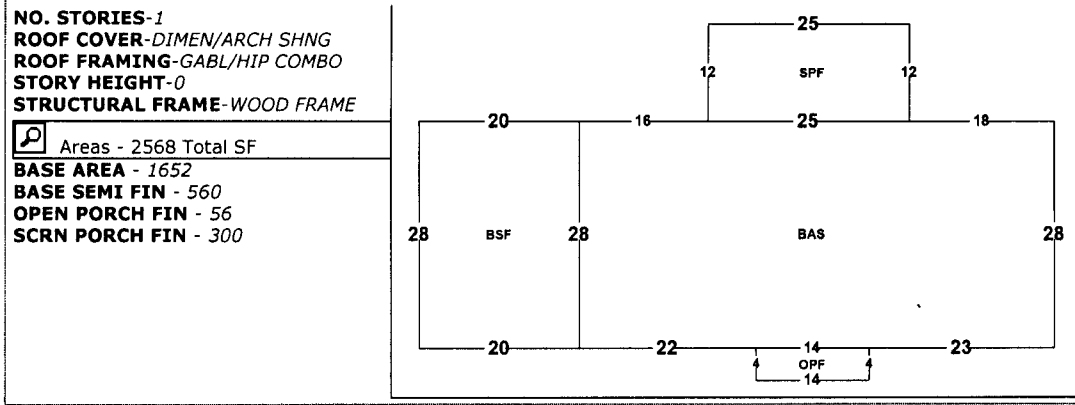 NO. STORIES-1
ROOF COVER-DIMEN/ARCH SHNG
ROOF FRAMING-GABL/HIP COMBO
STORY HEIGHT-0
STRUCTURAL FRAME-WOOD FRAME
Areas - 2568 Total SF
BASE AREA - 1652
BASE SEMI FIN - 560
OPEN PORCH FIN - 56
SCRN PORCH FIN - 300
25
12 SPF 12
20 16 25 18
28 BSF 28 BAS 28
20 22 14 23
4 OPF 4
14